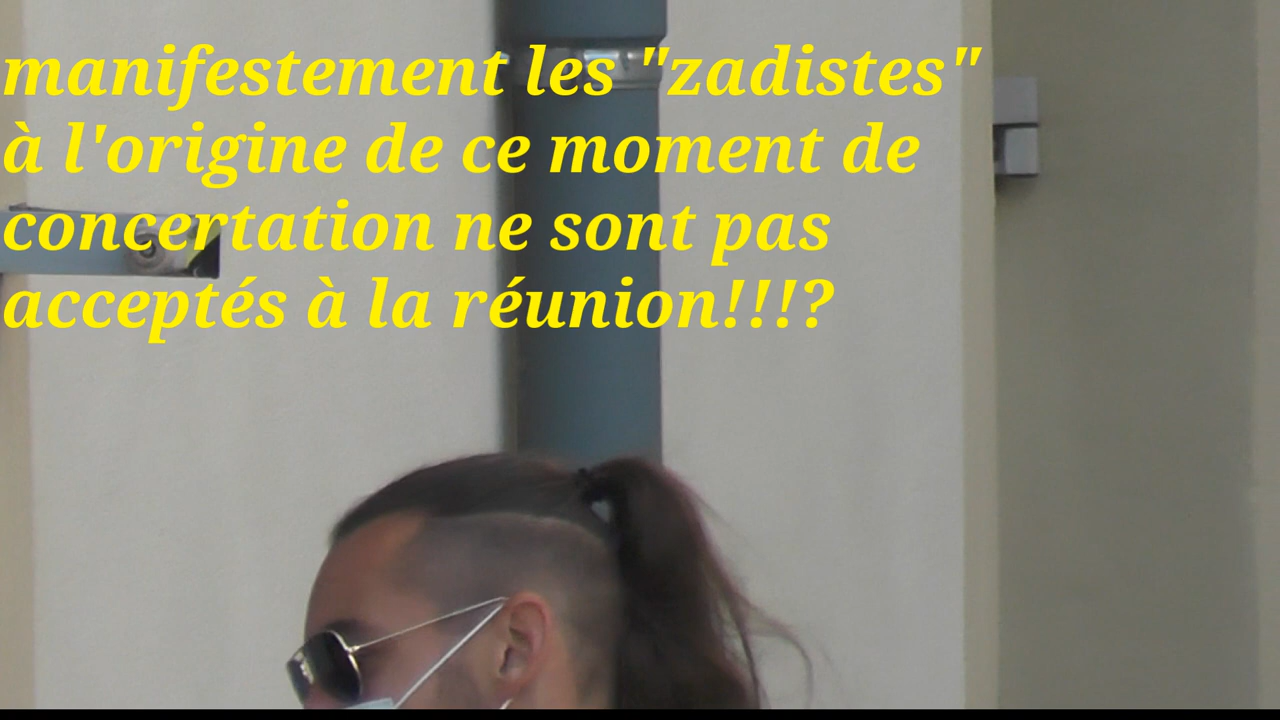 manifestement les "zadistes"
à l'origine de ce moment de
concertation ne sont pas
acceptés à la réunion!!!?